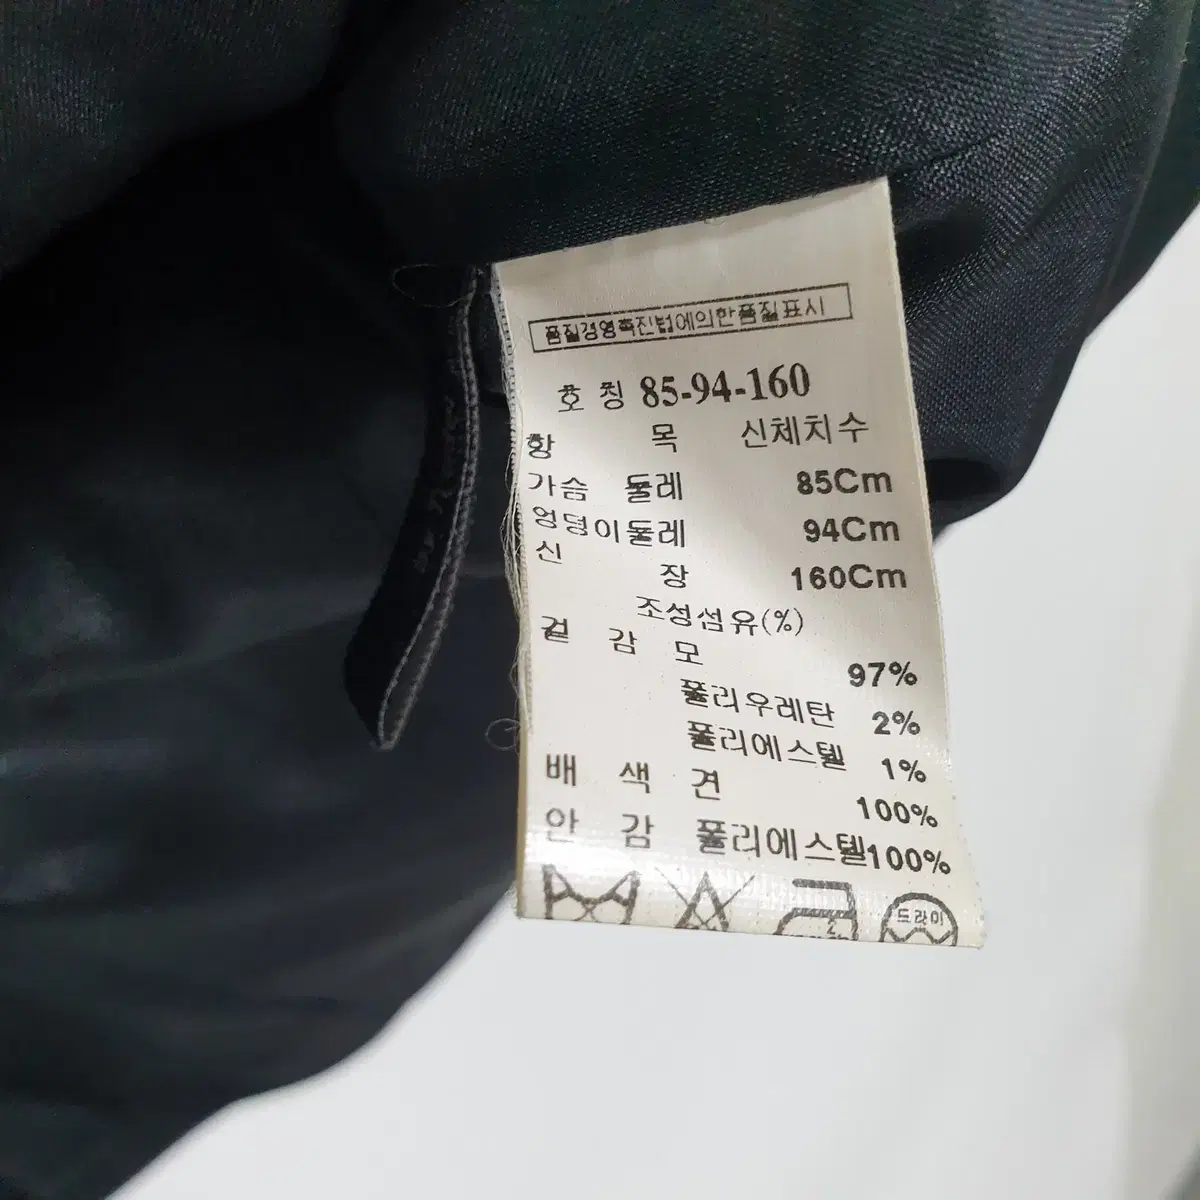 품질경영촉진법에의한품질표시
호 칭 85-94-160
항 목 신체치수
가슴 둘레 85Cm
엉덩이둘레 94Cm
신 장 160Cm
조성섬유(%)
겉 감 모 97%
폴리우레탄 2%
폴리에스텔 1%
배 색 견 100%
안 감 폴리에스텔100%
드라이